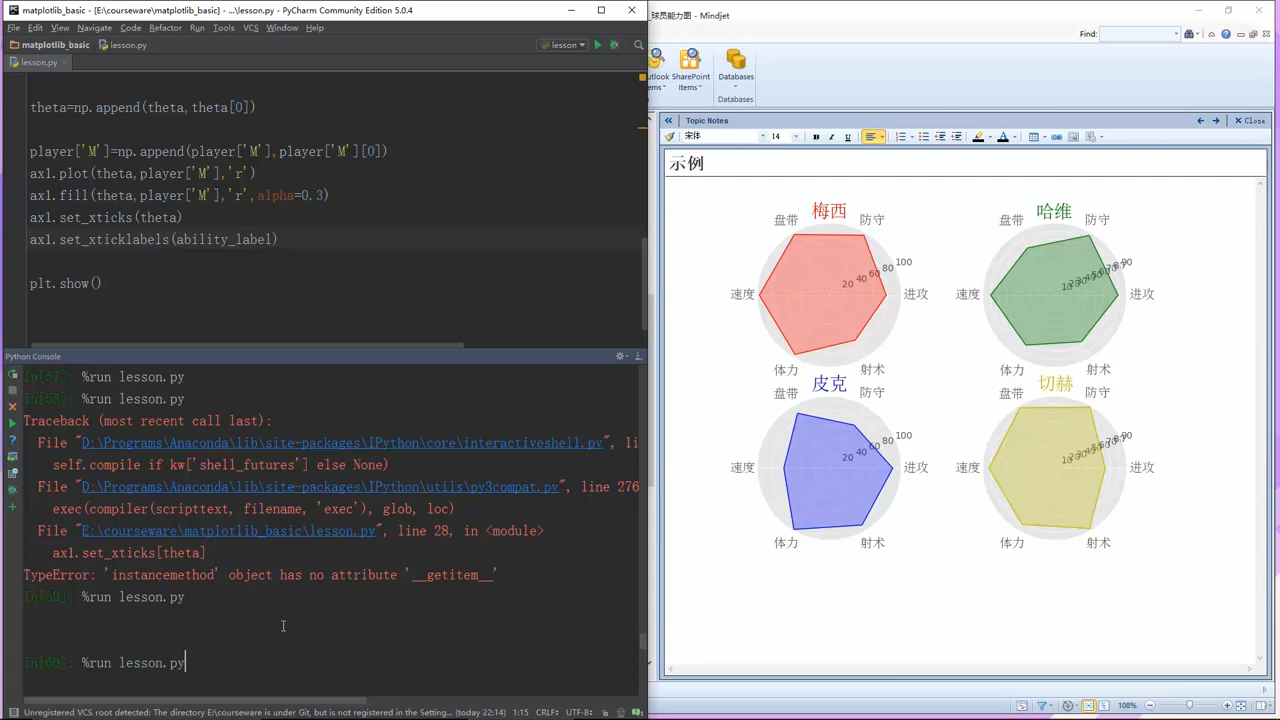 matplotlib_basic - [E:\courseware\matplotlib_basic] - ...\lesson.py - PyCharm Community Edition 5.0.4
File Edit View Navigate Code Refactor Run Tools VCS Window Help
matplotlib_basic lesson.py
lesson
lesson.py
theta=np.append(theta,theta[0])
player['M']=np.append(player['M'],player['M'][0])
ax1.plot(theta,player['M'],'r')
ax1.fill(theta,player['M'],'r',alpha=0.3)
ax1.set_xticks(theta)
ax1.set_xticklabels(ability_label)
plt.show()
Python Console
In[57]: %run lesson.py
In[58]: %run lesson.py
Traceback (most recent call last):
File "D:\Programs\Anaconda\lib\site-packages\IPython\core\interactiveshell.py", li
self.compile if kw['shell_futures'] else None)
File "D:\Programs\Anaconda\lib\site-packages\IPython\utils\py3compat.py", line 276
exec(compiler(scripttext, filename, 'exec'), glob, loc)
File "E:\courseware\matplotlib_basic\lesson.py", line 28, in <module>
ax1.set_xticks[theta]
TypeError: 'instancemethod' object has no attribute '__getitem__'
In[59]: %run lesson.py
In[60]: %run lesson.py
Unregistered VCS root detected: The directory E:\courseware is under Git, but is not registered in the Setting... (today 22:14) 1:15 CRLF÷ UTF-8÷
球员能力图 - Mindjet
Find:
SharePoint Databases
Items
Databases
Topic Notes
Close
宋体 14
示例
梅西
盘带 防守
速度 20 40 60 80 100 进攻
体力 射术
哈维
盘带 防守
速度 进攻
体力 射术
皮克
盘带 防守
速度 20 40 60 80 100 进攻
体力 射术
切赫
盘带 防守
速度 进攻
体力 射术
108%